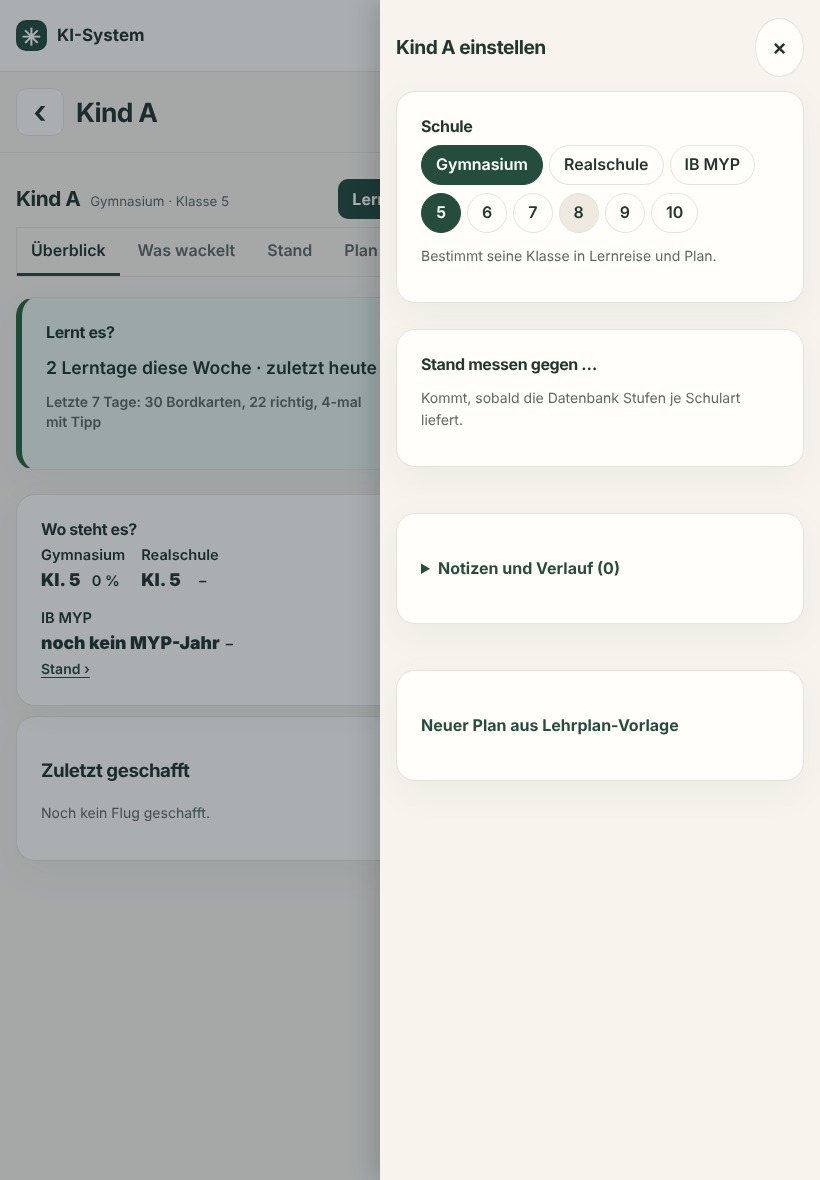 KI-System
Kind A
Kind A Gymnasium · Klasse 5
Überblick Was wackelt Stand Plan
Lernt es?
2 Lerntage diese Woche · zuletzt heute
Letzte 7 Tage: 30 Bordkarten, 22 richtig, 4-mal
mit Tipp
Wo steht es?
Gymnasium Realschule
Kl. 5 0 % Kl. 5 –
IB MYP
noch kein MYP-Jahr –
Stand ›
Zuletzt geschafft
Noch kein Flug geschafft.
Kind A einstellen
×
Schule
Gymnasium Realschule IB MYP
5 6 7 8 9 10
Bestimmt seine Klasse in Lernreise und Plan.
Stand messen gegen …
Kommt, sobald die Datenbank Stufen je Schulart
liefert.
Notizen und Verlauf (0)
Neuer Plan aus Lehrplan-Vorlage